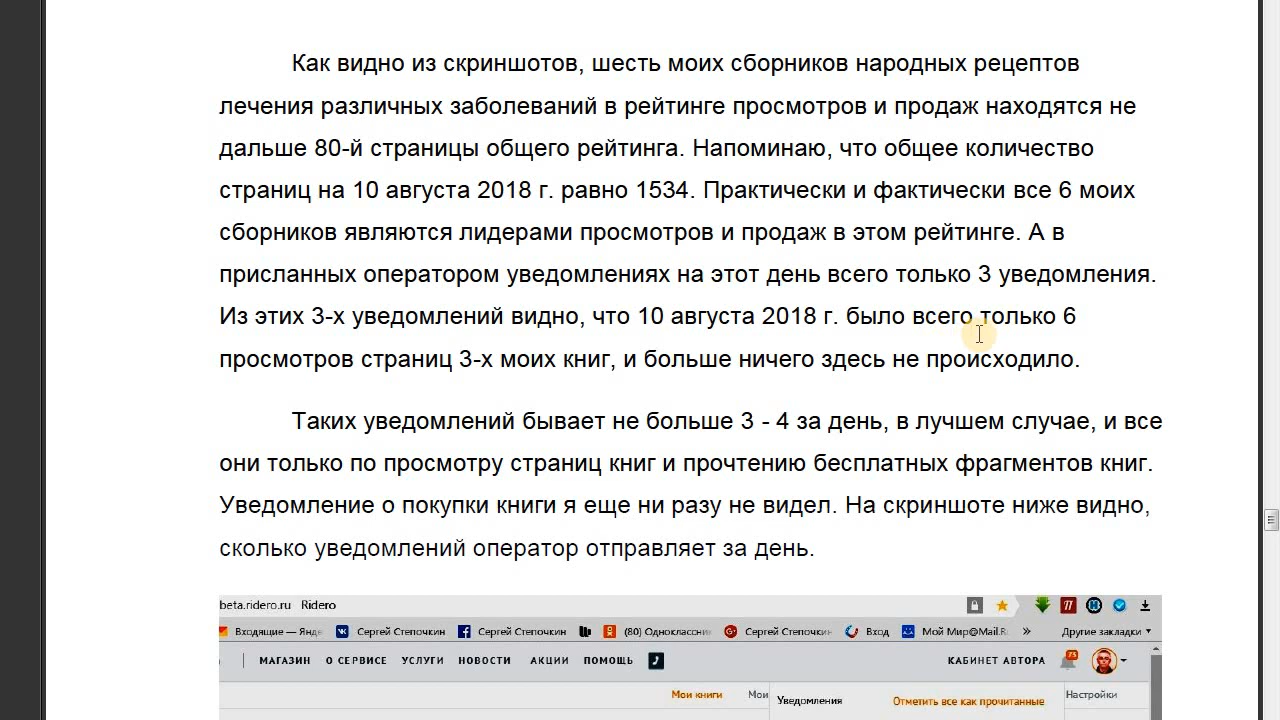 Как видно из скриншотов, шесть моих сборников народных рецептов
лечения различных заболеваний в рейтинге просмотров и продаж находятся не
дальше 80-й страницы общего рейтинга. Напоминаю, что общее количество
страниц на 10 августа 2018 г. равно 1534. Практически и фактически все 6 моих
сборников являются лидерами просмотров и продаж в этом рейтинге. А в
присланных оператором уведомлениях на этот день всего только 3 уведомления.
Из этих 3-х уведомлений видно, что 10 августа 2018 г. было всего только 6
просмотров страниц 3-х моих книг, и больше ничего здесь не происходило.
Таких уведомлений бывает не больше 3 - 4 за день, в лучшем случае, и все
они только по просмотру страниц книг и прочтению бесплатных фрагментов книг.
Уведомление о покупки книги я еще ни разу не видел. На скриншоте ниже видно,
сколько уведомлений оператор отправляет за день.
beta.ridero.ru Ridero
Входящие — Янде Сергей Степочкин Сергей Степочкин (80) Одноклассни Сергей Степочкин Вход Мой Мир@Mail.R » Другие закладки
МАГАЗИН О СЕРВИСЕ УСЛУГИ НОВОСТИ АКЦИИ ПОМОЩЬ КАБИНЕТ АВТОРА 73
Мои книги Мои Уведомления Отметить все как прочитанные Настройки